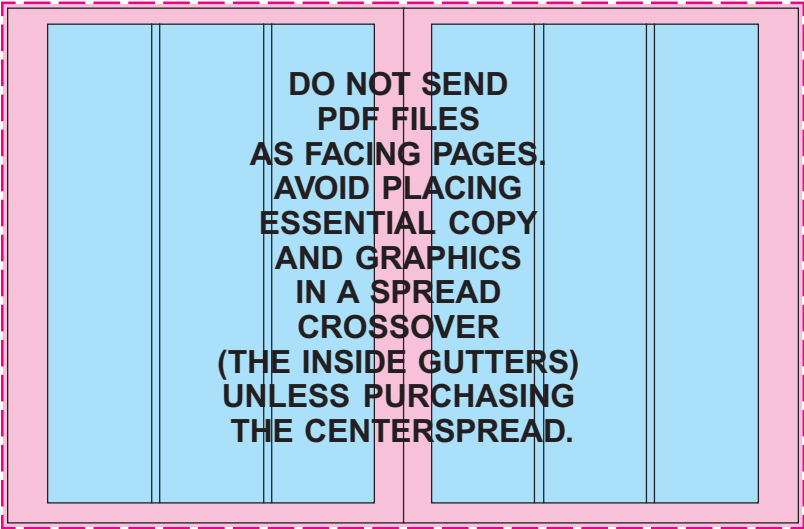 DO NOT SEND
PDF FILES
AS FACING PAGES.
AVOID PLACING
ESSENTIAL COPY
AND GRAPHICS
IN A SPREAD
CROSSOVER
(THE INSIDE GUTTERS)
UNLESS PURCHASING
THE CENTERSPREAD.